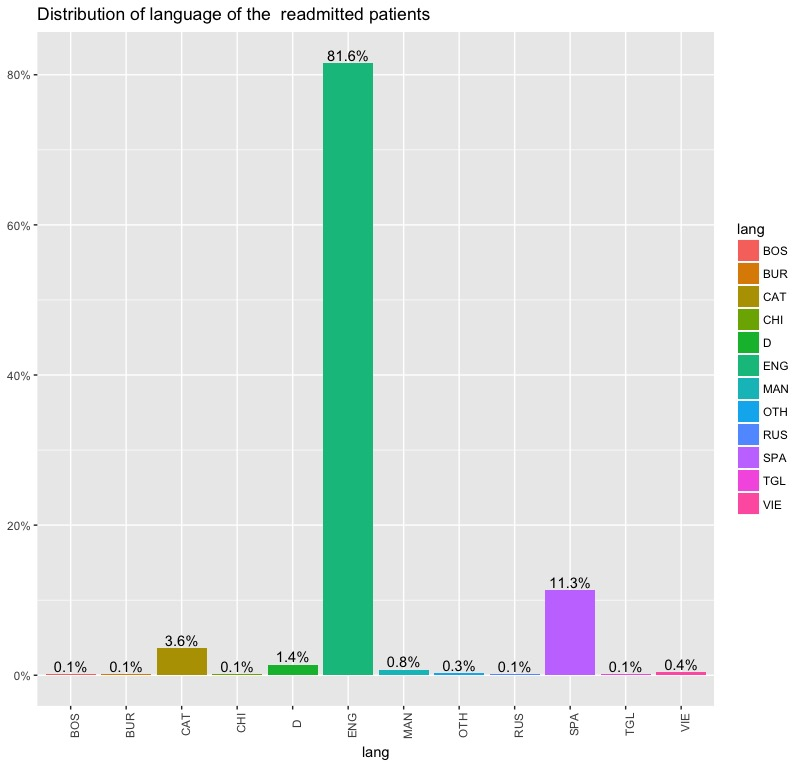 Distribution of language of the  readmitted patients
80%
60%
40%
20%
0%
0.1%
0.1%
3.6%
0.1%
1.4%
81.6%
0.8%
0.3%
0.1%
11.3%
0.1%
0.4%
BOS
BUR
CAT
CHI
D
ENG
MAN
OTH
RUS
SPA
TGL
VIE
lang
lang
BOS
BUR
CAT
CHI
D
ENG
MAN
OTH
RUS
SPA
TGL
VIE